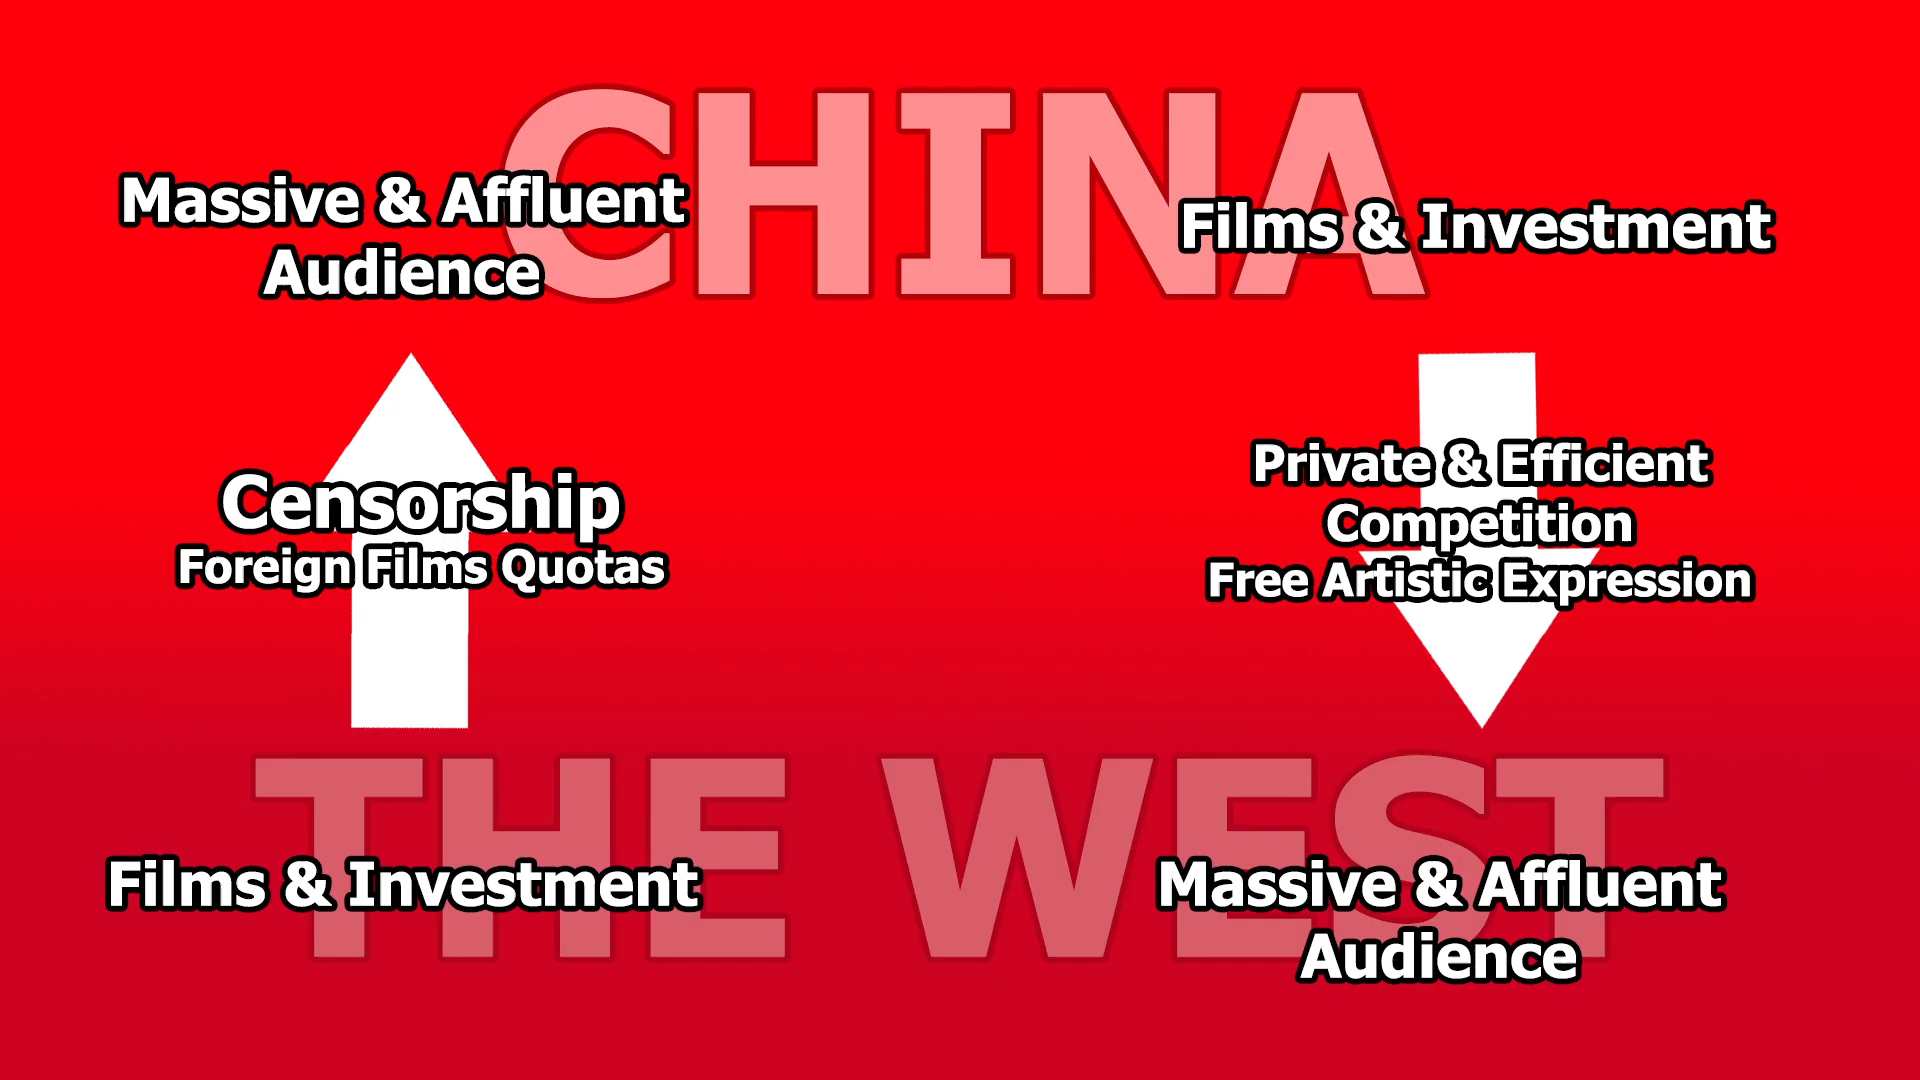 CHINA
Massive & Affluent
Audience
Films & Investment
Censorship
Foreign Films Quotas
Private & Efficient
Competition
Free Artistic Expression
THE WEST
Films & Investment
Massive & Affluent
Audience